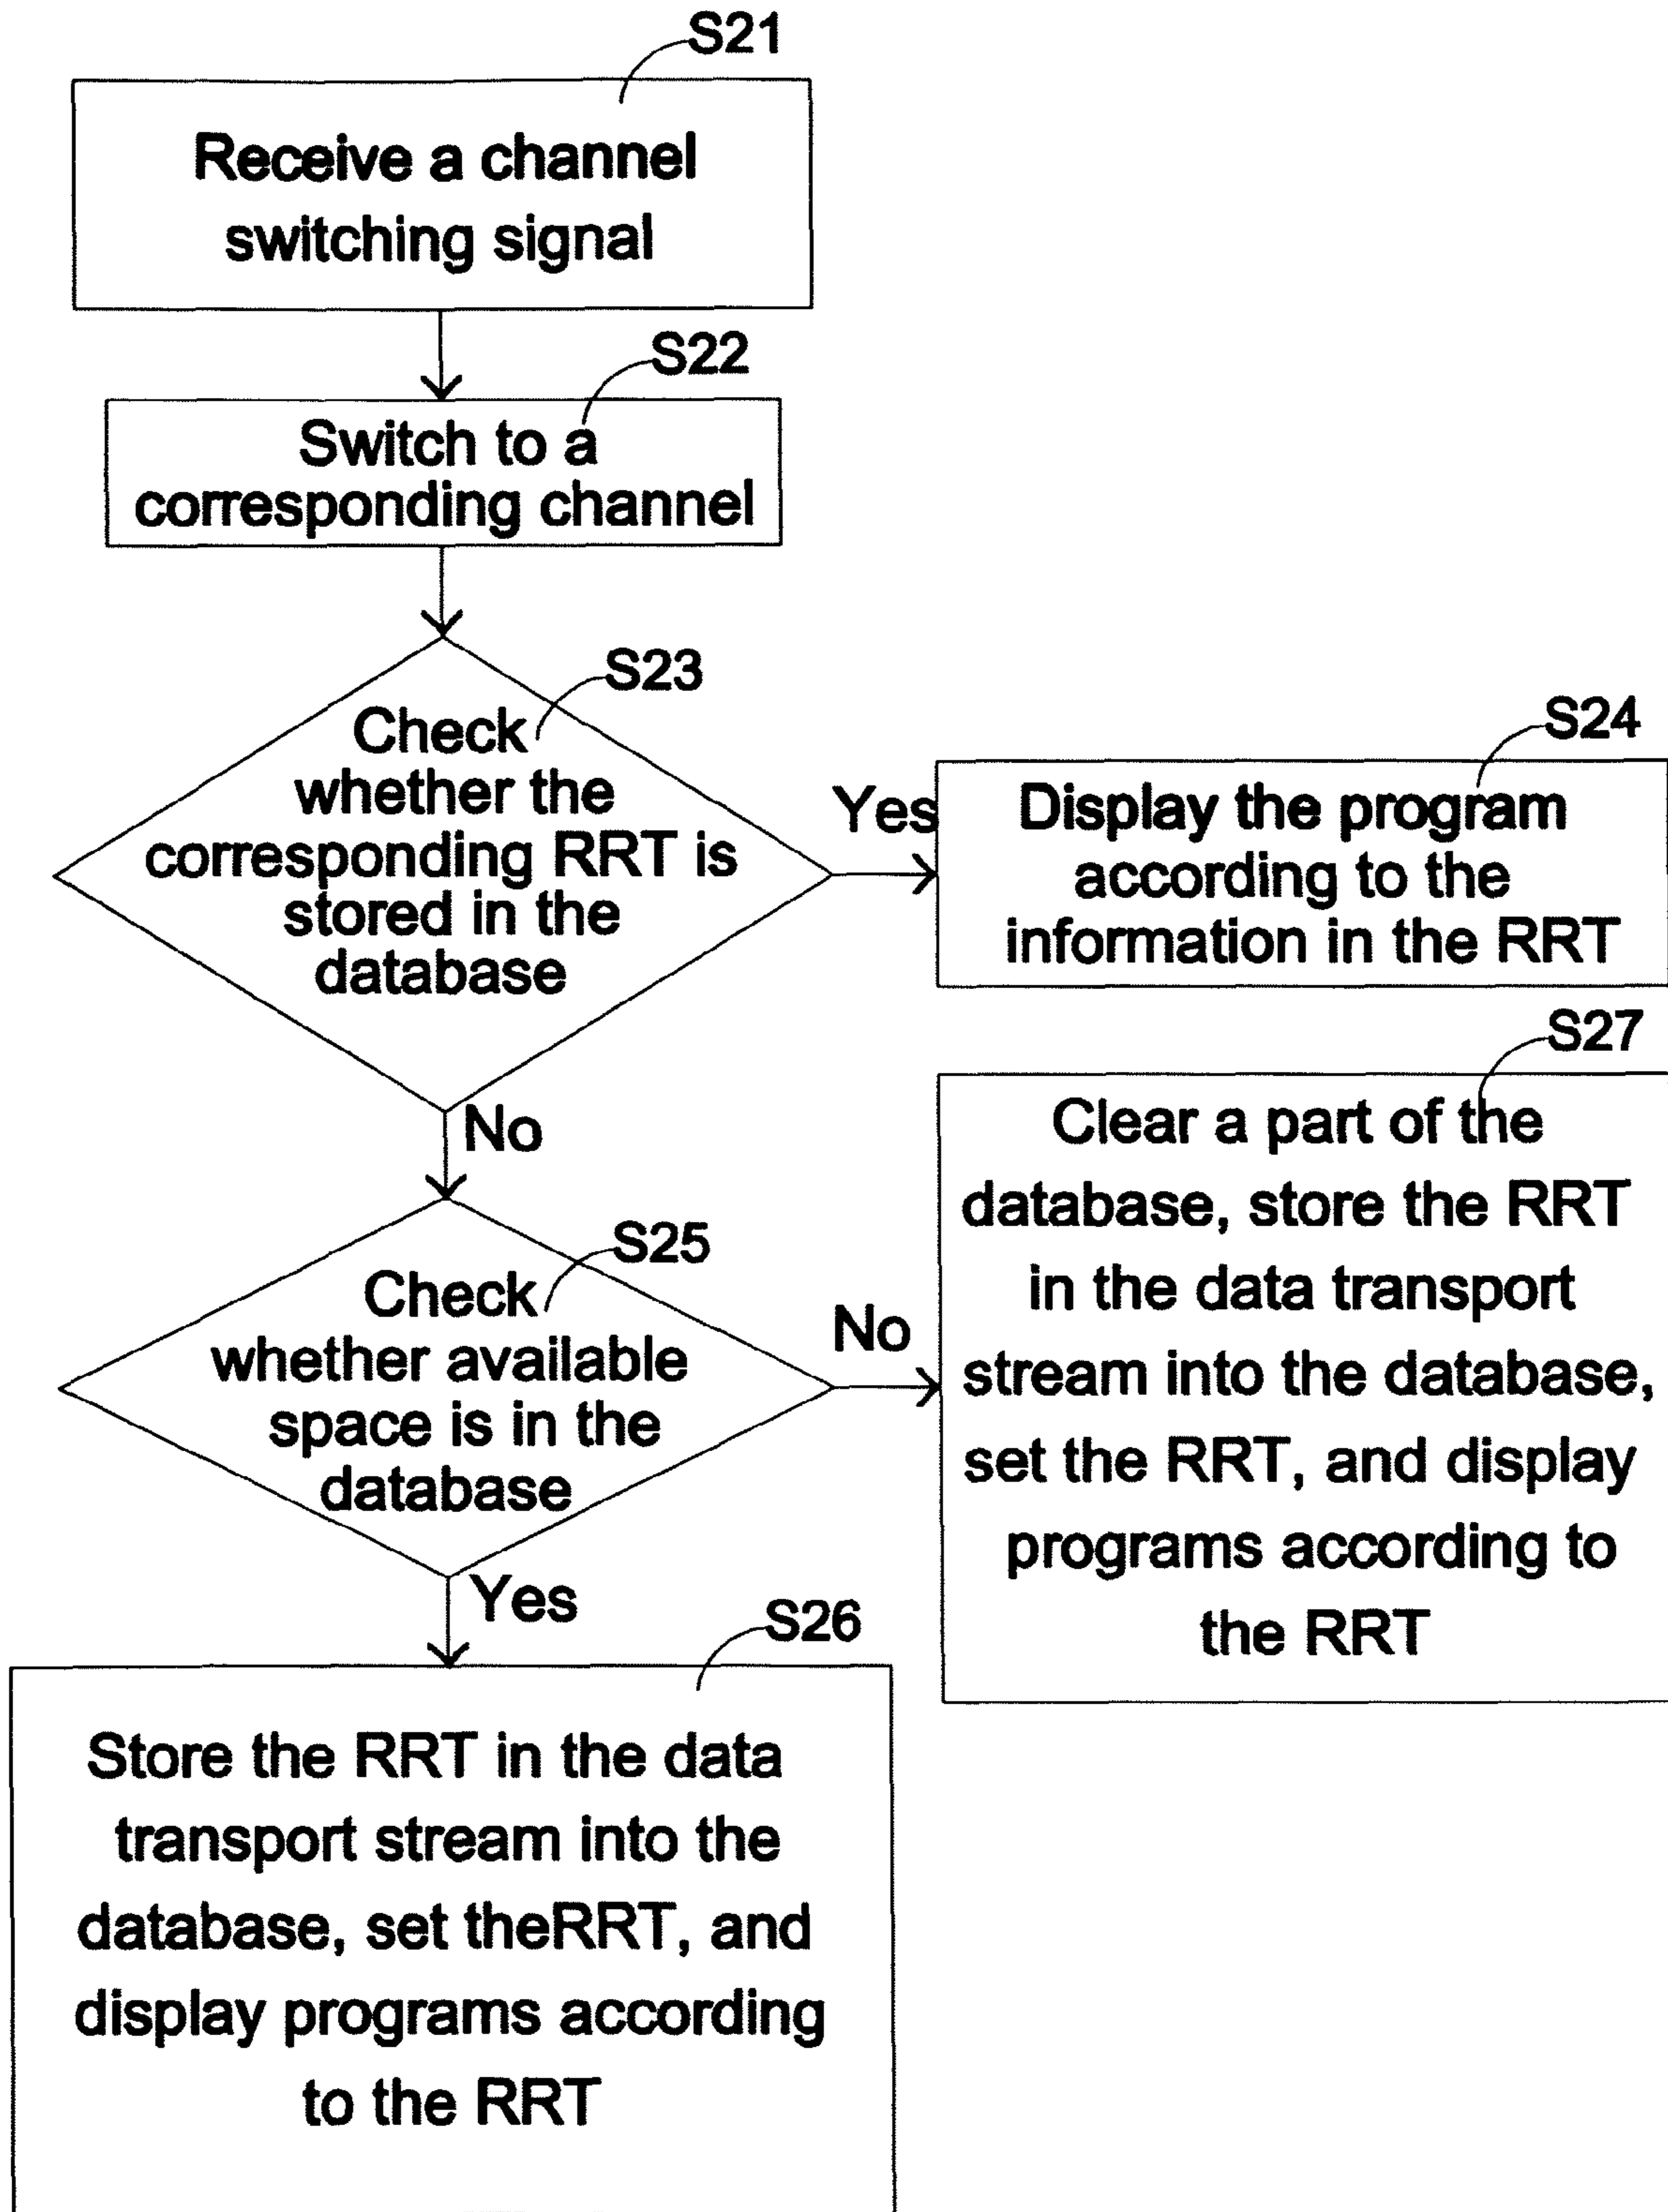 S21
Receive a channel
switching signal
S22
Switch to a
corresponding channel
S23
Check
whether the
corresponding RRT is
stored in the
database
Yes
S24
Display the program
according to the
information in the RRT
No
S25
Check
whether available
space is in the
database
No
S27
Clear a part of the
database, store the RRT
in the data transport
stream into the database,
set the RRT, and display
programs according to
the RRT
Yes
S26
Store the RRT in the data
transport stream into the
database, set theRRT, and
display programs according
to the RRT